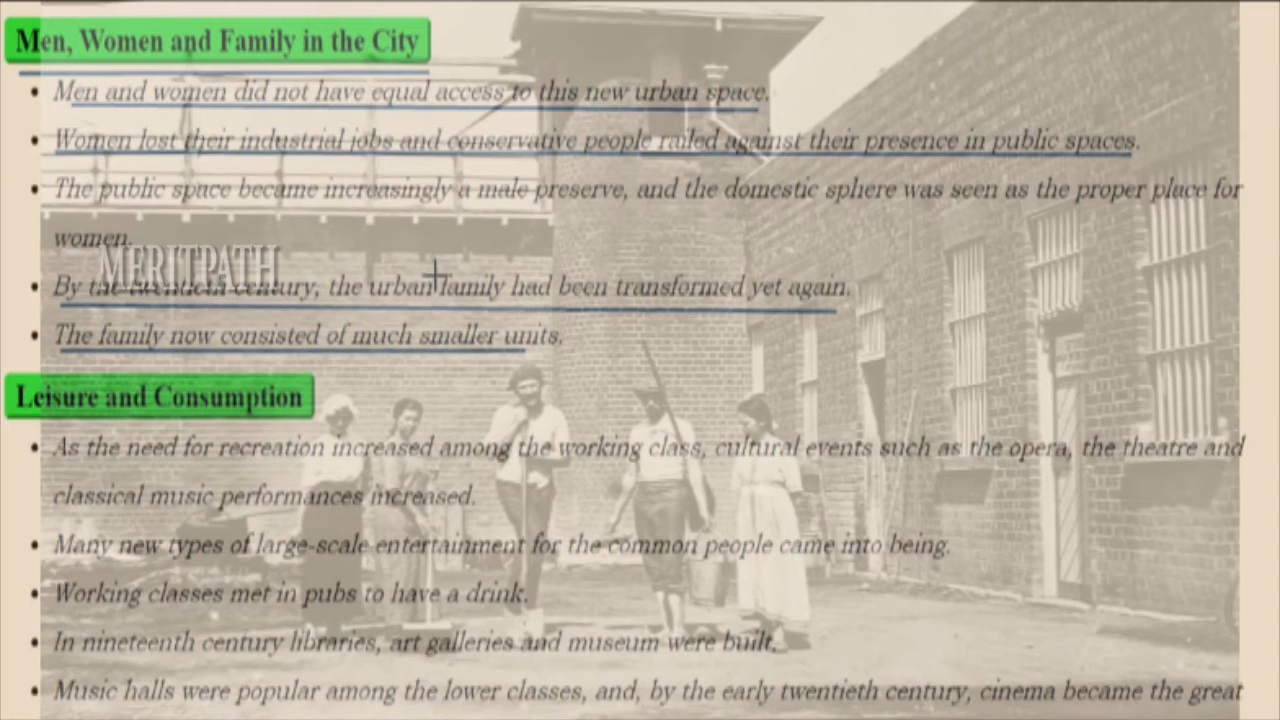 Men, Women and Family in the City
• Men and women did not have equal access to this new urban space.
• Women lost their industrial jobs and conservative people railed against their presence in public spaces.
• The public space became increasingly a male preserve, and the domestic sphere was seen as the proper place for
women.
MERITPATH
• By the twentieth century, the urban family had been transformed yet again.
• The family now consisted of much smaller units.
Leisure and Consumption
• As the need for recreation increased among the working class, cultural events such as the opera, the theatre and
classical music performances increased.
• Many new types of large-scale entertainment for the common people came into being.
• Working classes met in pubs to have a drink.
• In nineteenth century libraries, art galleries and museum were built.
• Music halls were popular among the lower classes, and, by the early twentieth century, cinema became the great